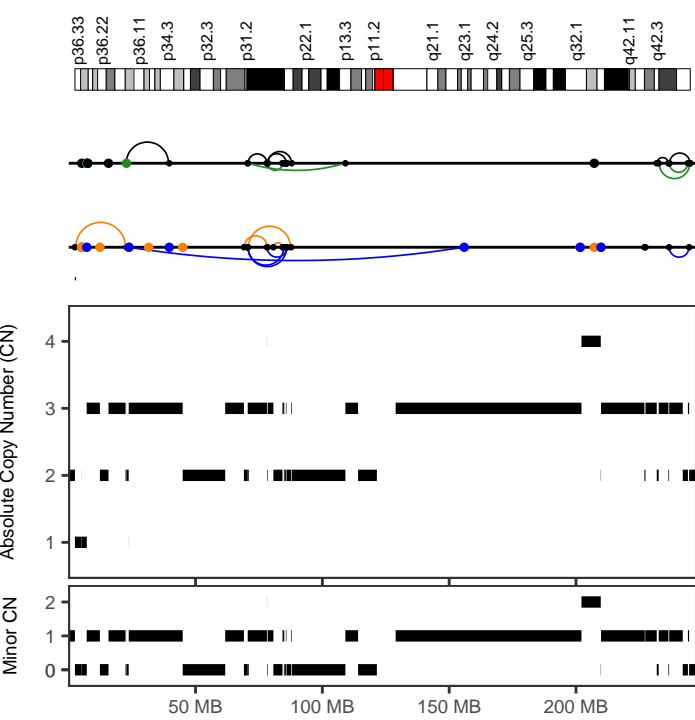 p36.33
p36.22
p36.11
p34.3
p32.3
p31.2
p22.1
p13.3
p11.2
q21.1
q23.1
q24.2
q25.3
q32.1
q42.11
q42.3
Absolute Copy Number (CN)
4
3
2
1
Minor CN
2
1
0
50 MB
100 MB
150 MB
200 MB